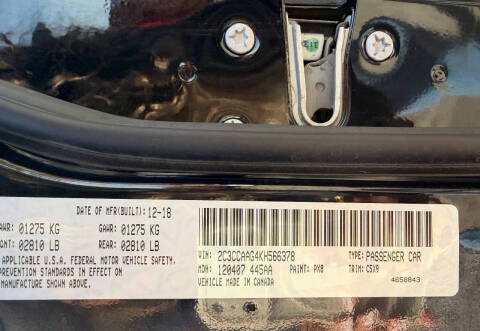 DATE OF MFR(BUILT): 12-18
AWR: 01275 KG GAWR: 01275 KG
ONT: 02810 LB REAR: 02810 LB
APPLICABLE U.S.A. FEDERAL MOTOR VEHICLE SAFETY,
PREVENTION STANDARDS IN EFFECT ON
MANUFACTURE SHOWN ABOVE.
VIN: 2C3CCAAG4KH566378 TYPE: PASSENGER CAR
MDH: 120407 445AA PAINT: PX8 TRIM: C5X9
VEHICLE MADE IN CANADA 4658843